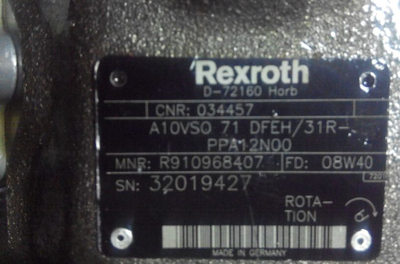 Rexroth
D-72160 Horb
CNR: 034457
A10VSO 71 DFEH/31R-
PPA12N00
MNR: R910968407 FD: 08W40
SN: 32019427
7201
ROTA-
TION
MADE IN GERMANY